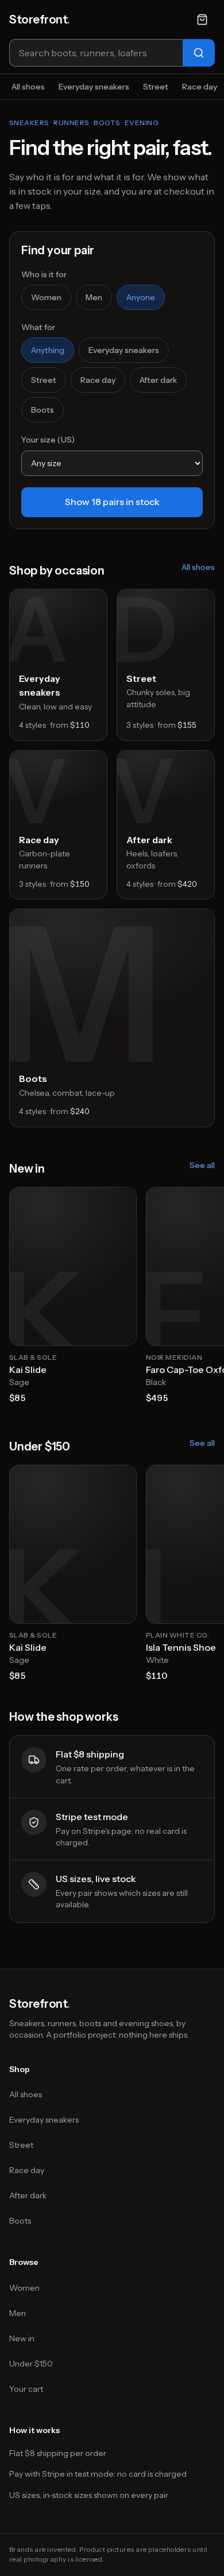 Storefront.
Search boots, runners, loafers
All shoes Everyday sneakers Street Race day
SNEAKERS · RUNNERS · BOOTS · EVENING
Find the right pair, fast.
Say who it is for and what it is for. We show what
is in stock in your size, and you are at checkout in
a few taps.
Find your pair
Who is it for
Women Men Anyone
What for
Anything Everyday sneakers
Street Race day After dark
Boots
Your size (US)
Any size
Show 18 pairs in stock
Shop by occasion All shoes
A
Everyday
sneakers
Clean, low and easy
4 styles · from $110
D
Street
Chunky soles, big
attitude
3 styles · from $155
V
Race day
Carbon-plate
runners
3 styles · from $150
V
After dark
Heels, loafers,
oxfords
4 styles · from $420
M
Boots
Chelsea, combat, lace-up
4 styles · from $240
New in See all
K
SLAB & SOLE
Kai Slide
Sage
$85
F
NOIR MERIDIAN
Faro Cap-Toe Oxfo
Black
$495
Under $150 See all
K
SLAB & SOLE
Kai Slide
Sage
$85
I
PLAIN WHITE CO.
Isla Tennis Shoe
White
$110
How the shop works
Flat $8 shipping
One rate per order, whatever is in the
cart.
Stripe test mode
Pay on Stripe's page; no real card is
charged.
US sizes, live stock
Every pair shows which sizes are still
available.
Storefront.
Sneakers, runners, boots and evening shoes, by
occasion. A portfolio project: nothing here ships.
Shop
All shoes
Everyday sneakers
Street
Race day
After dark
Boots
Browse
Women
Men
New in
Under $150
Your cart
How it works
Flat $8 shipping per order
Pay with Stripe in test mode: no card is charged
US sizes, in-stock sizes shown on every pair
Brands are invented. Product pictures are placeholders until
real photography is licensed.